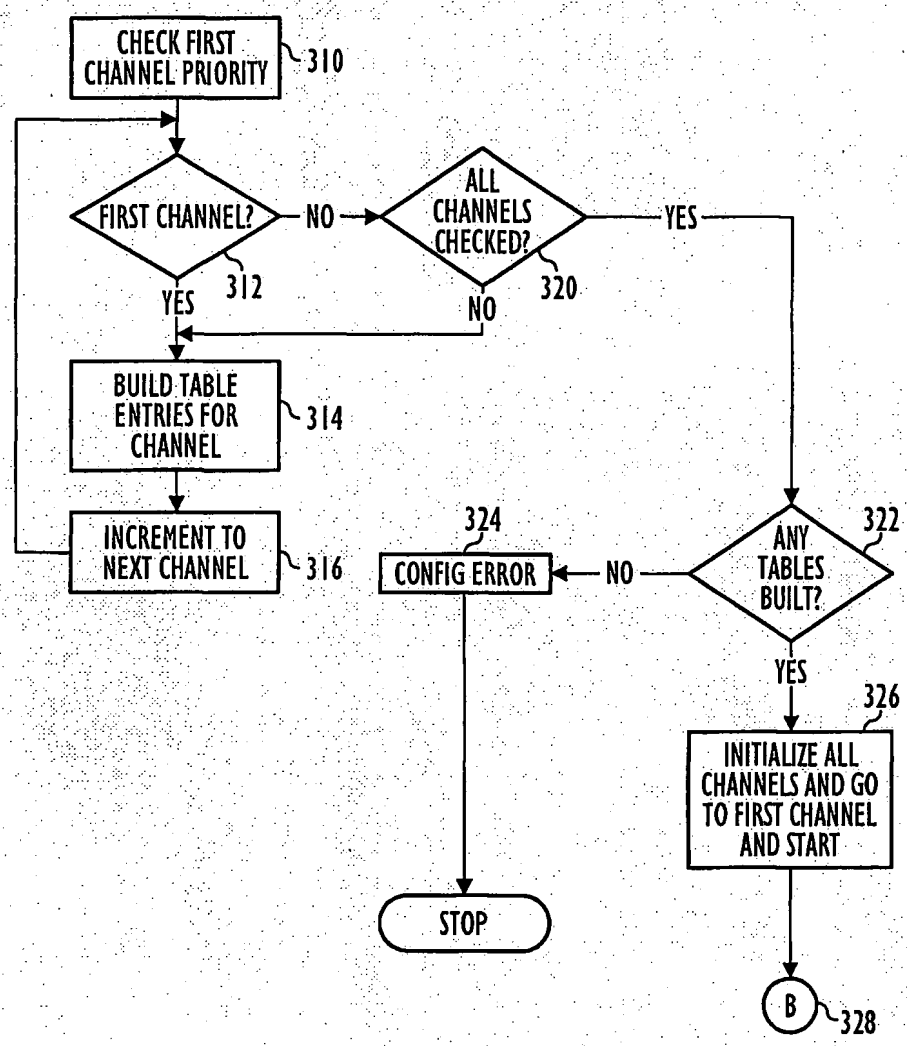 CHECK FIRST
CHANNEL PRIORITY
310
FIRST CHANNEL?
312
NO
YES
ALL
CHANNELS
CHECKED?
320
YES
NO
BUILD TABLE
ENTRIES FOR
CHANNEL
314
INCREMENT TO
NEXT CHANNEL
316
324
CONFIG ERROR
NO
322
ANY
TABLES
BUILT?
YES
326
INITIALIZE ALL
CHANNELS AND GO
TO FIRST CHANNEL
AND START
STOP
B
328